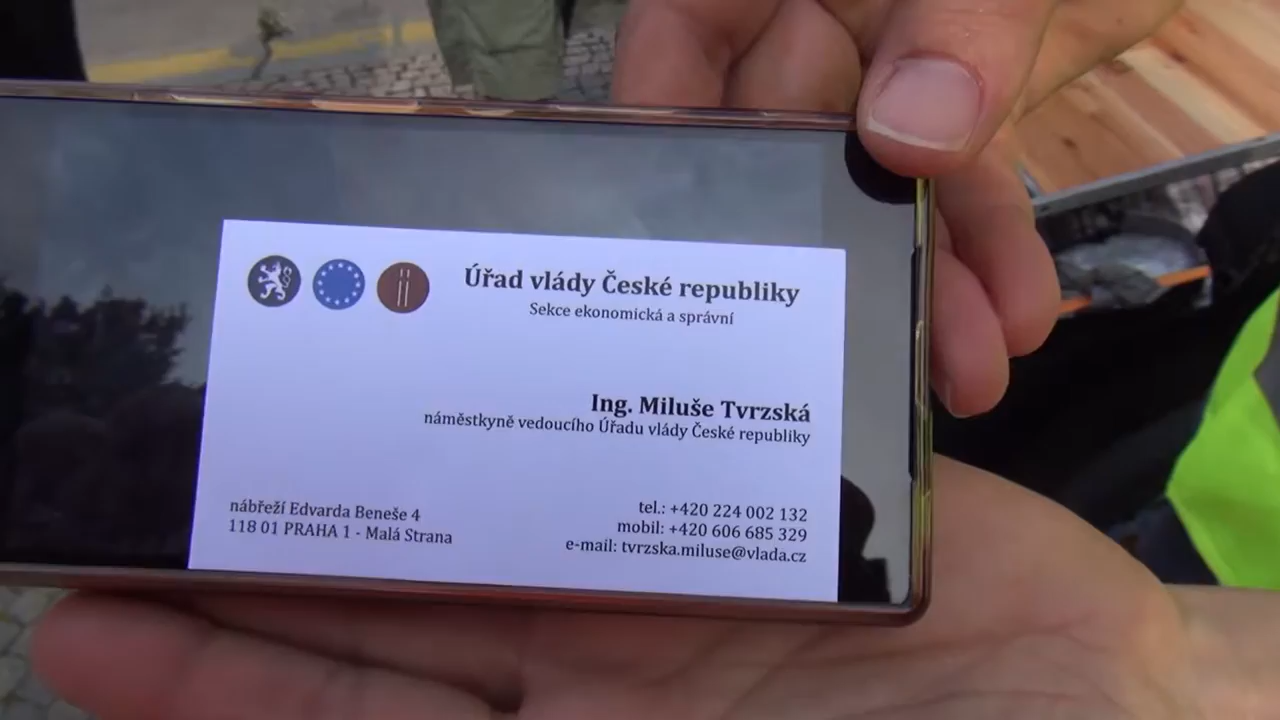 Úřad vlády České republiky
Sekce ekonomická a správní
Ing. Miluše Tvrzská
náměstkyně vedoucího Úřadu vlády České republiky
nábřeží Edvarda Beneše 4
118 01 PRAHA 1 - Malá Strana
tel.: +420 224 002 132
mobil: +420 606 685 329
e-mail: tvrzska.miluse@vlada.cz